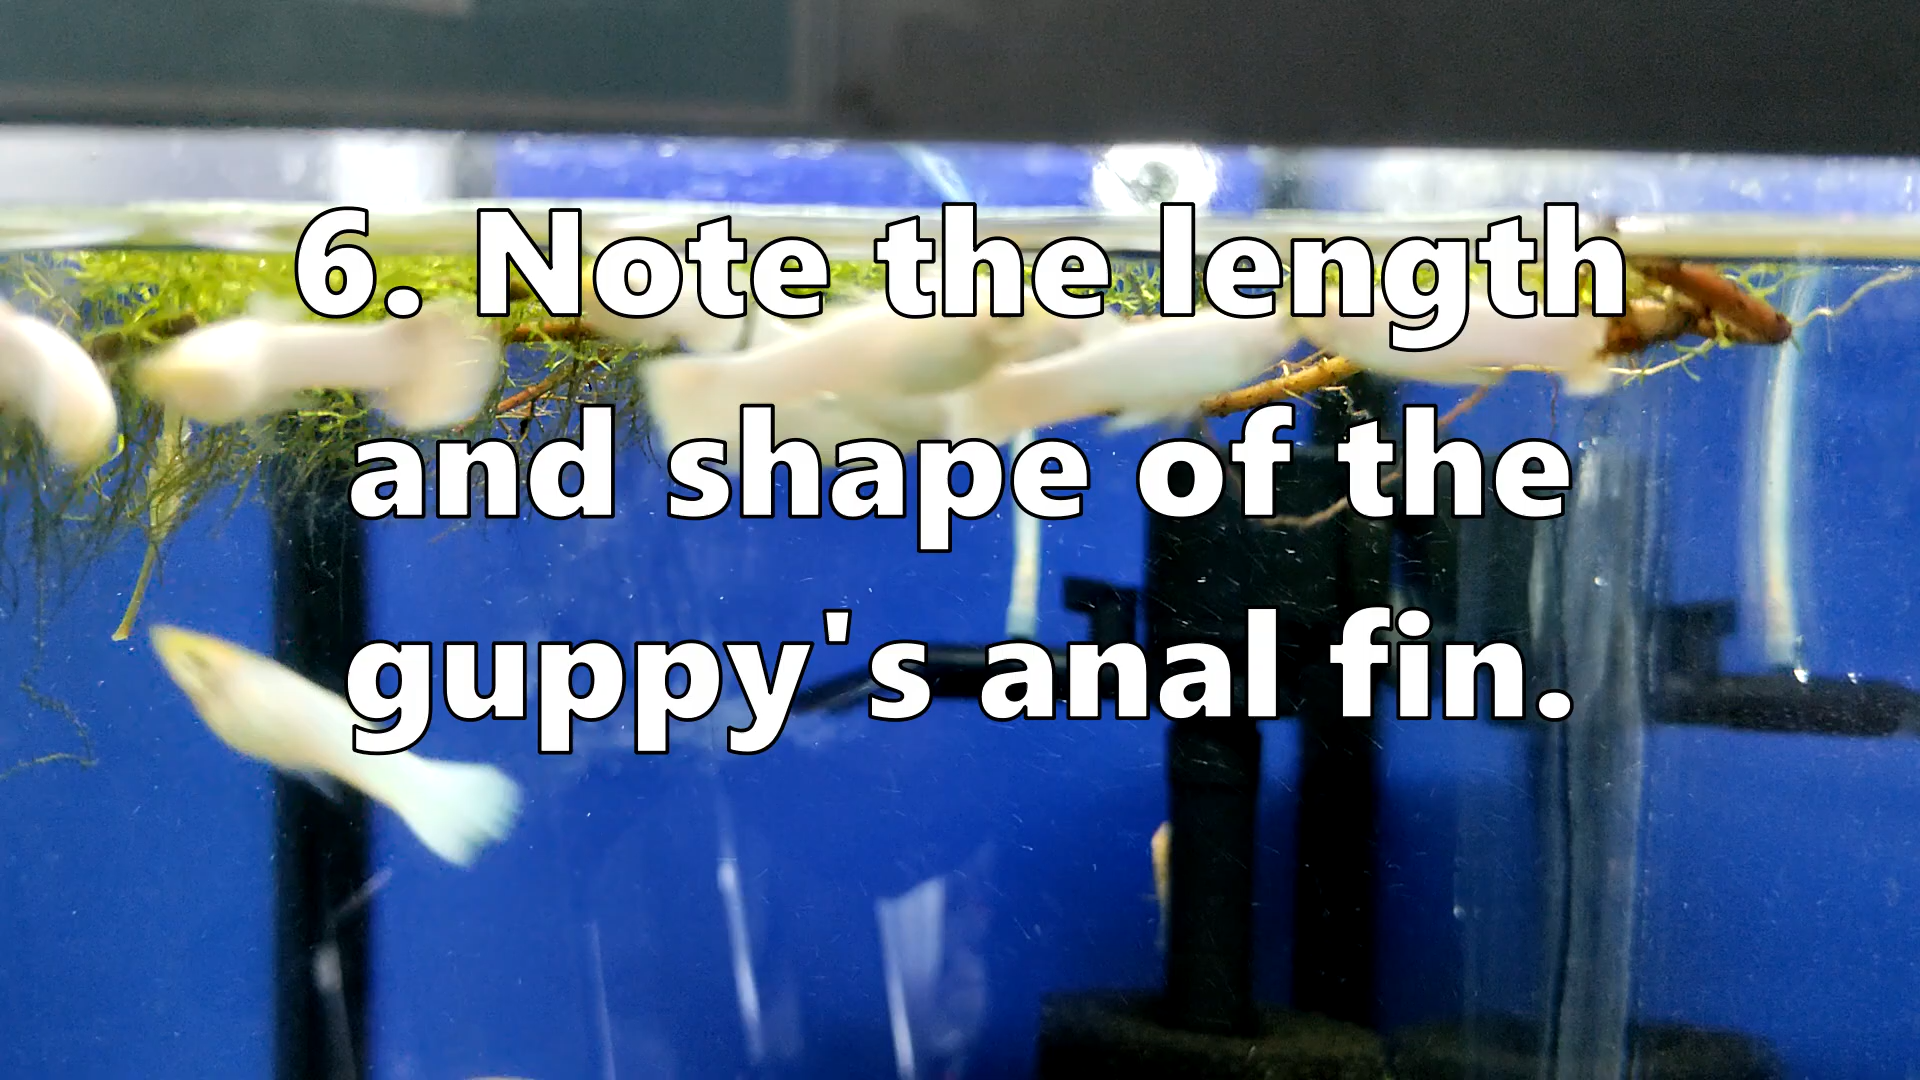 6. Note the length
and shape of the
guppy's anal fin.